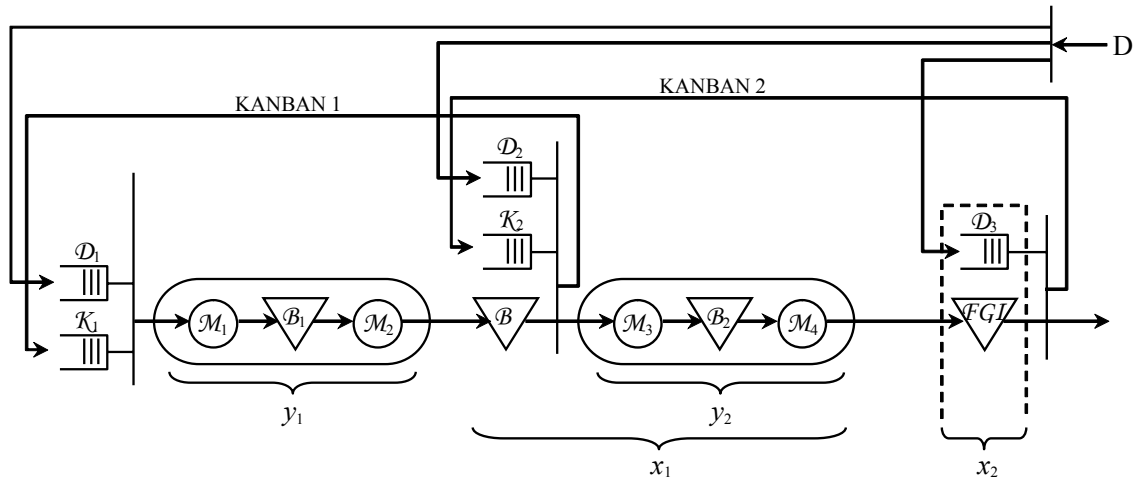 D
KANBAN 1
KANBAN 2
𝒟2
𝒦2
𝒟3
𝒟1
𝒦1
ℳ1
ℬ1
ℳ2
ℬ
ℳ3
ℬ2
ℳ4
ℱGI
y1
y2
x1
x2